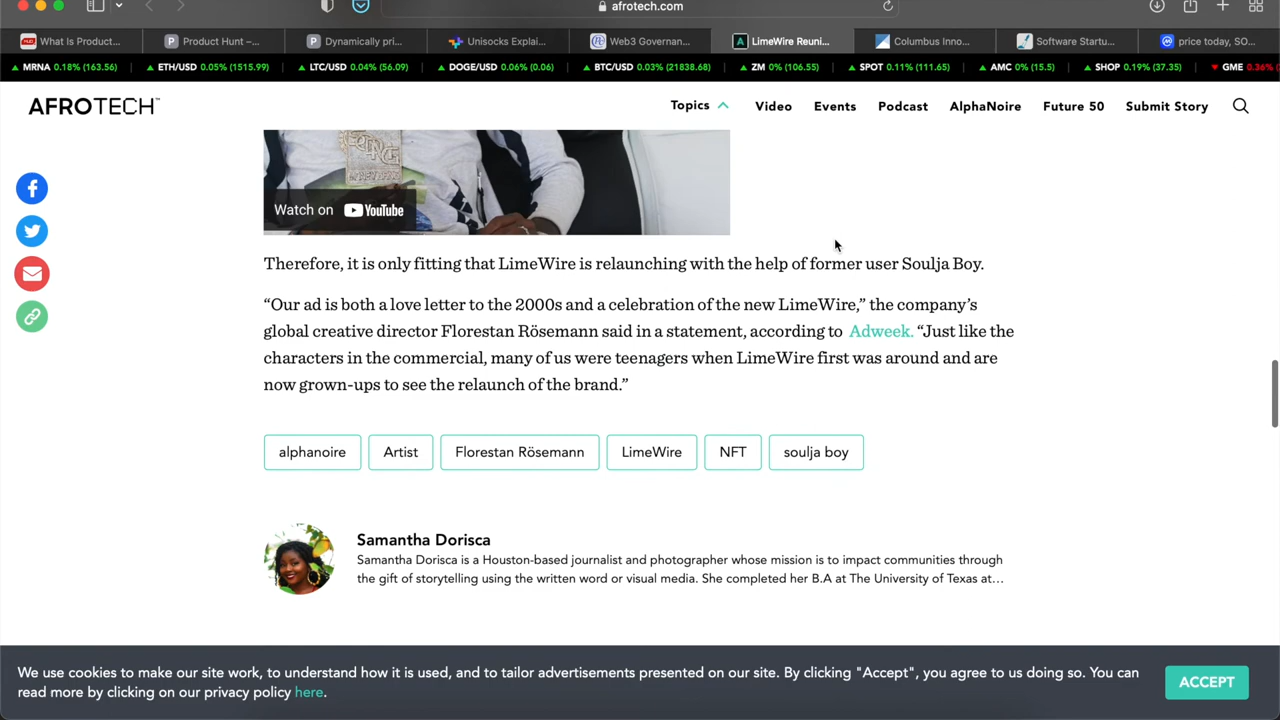 afrotech.com
What Is Product...
Product Hunt –...
Dynamically pri...
Unisocks Explai...
Web3 Governan...
LimeWire Reuni...
Columbus Inno...
Software Startu...
price today, SO...
MRNA 0.18% (163.56)
ETH/USD 0.05% (1515.99)
LTC/USD 0.04% (56.09)
DOGE/USD 0.06% (0.06)
BTC/USD 0.03% (21838.68)
ZM 0% (106.55)
SPOT 0.11% (111.65)
AMC 0% (15.5)
SHOP 0.19% (37.35)
GME 0.36% (
AFROTECH™
Topics
Video
Events
Podcast
AlphaNoire
Future 50
Submit Story
Watch on YouTube
Therefore, it is only fitting that LimeWire is relaunching with the help of former user Soulja Boy.
“Our ad is both a love letter to the 2000s and a celebration of the new LimeWire,” the company’s
global creative director Florestan Rösemann said in a statement, according to Adweek. “Just like the
characters in the commercial, many of us were teenagers when LimeWire first was around and are
now grown-ups to see the relaunch of the brand.”
alphanoire
Artist
Florestan Rösemann
LimeWire
NFT
soulja boy
Samantha Dorisca
Samantha Dorisca is a Houston-based journalist and photographer whose mission is to impact communities through
the gift of storytelling using the written word or visual media. She completed her B.A at The University of Texas at...
We use cookies to make our site work, to understand how it is used, and to tailor advertisements presented on our site. By clicking "Accept", you agree to us doing so. You can
read more by clicking on our privacy policy here.
ACCEPT